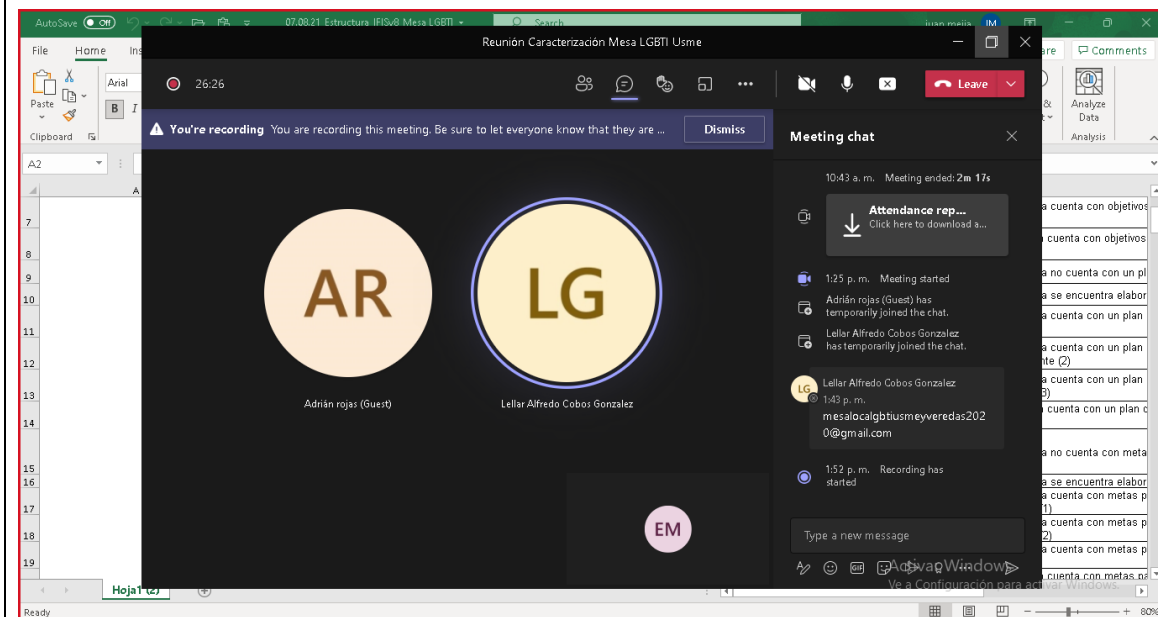 AutoSave Off 07.08.21 Estructura IFISv8 Mesa LGBTI Search juan mejia JM
File Home Ins Comments
Reunión Caracterización Mesa LGBTI Usme
26:26 Leave
Paste Arial
B I
Clipboard
Analyze
Data
Analysis
You're recording You are recording this meeting. Be sure to let everyone know that they are ... Dismiss
A2
A
Meeting chat
10:43 a. m. Meeting ended: 2m 17s
Attendance rep...
Click here to download a...
1:25 p. m. Meeting started
Adrián rojas (Guest) has
temporarily joined the chat.
Lellar Alfredo Cobos Gonzalez
has temporarily joined the chat.
LG Lellar Alfredo Cobos Gonzalez
1:43 p. m.
mesalocalgbtiusmeyveredas202
0@gmail.com
1:52 p. m. Recording has
started
Type a new message
GIF
AR
Adrián rojas (Guest)
LG
Lellar Alfredo Cobos Gonzalez
EM
7
8
9
10
11
12
13
14
15
16
17
18
19
a cuenta con objetivos
cuenta con objetivos
a no cuenta con un pl
a se encuentra elabor
a cuenta con un plan
a cuenta con un plan
nte (2)
a cuenta con un plan
3)
cuenta con un plan d
a no cuenta con meta
a se encuentra elabor
a cuenta con metas p
1)
a cuenta con metas p
2)
a cuenta con metas p
cuenta con metas pa
Activar Windows
Ve a Configuración para activar Windows.
Hoja1 (2)
Ready
80%